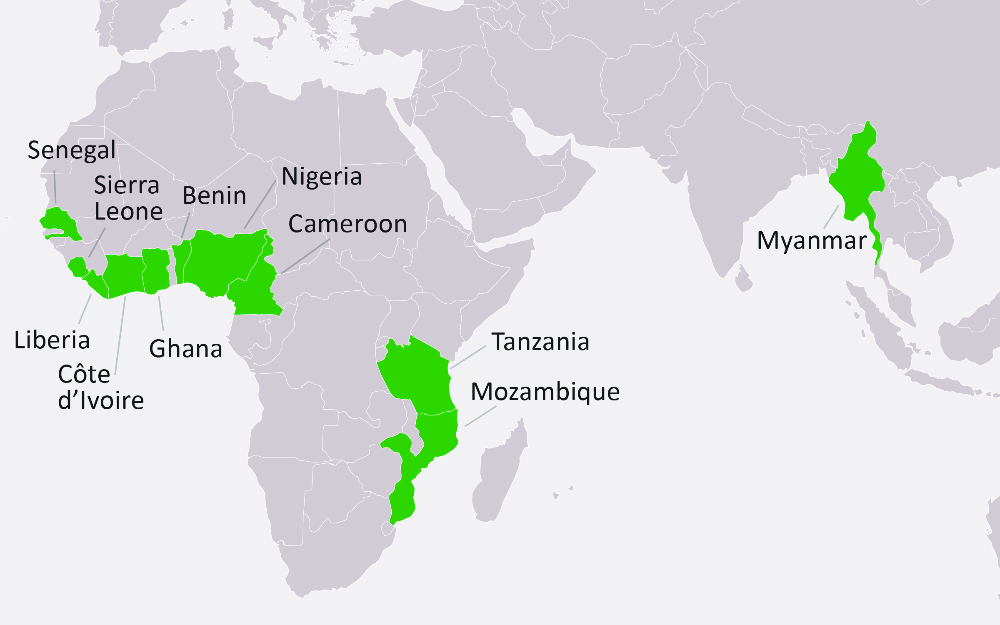 Senegal
Sierra
Leone
Benin
Nigeria
Cameroon
Myanmar
Liberia
Côte
d’Ivoire
Ghana
Tanzania
Mozambique